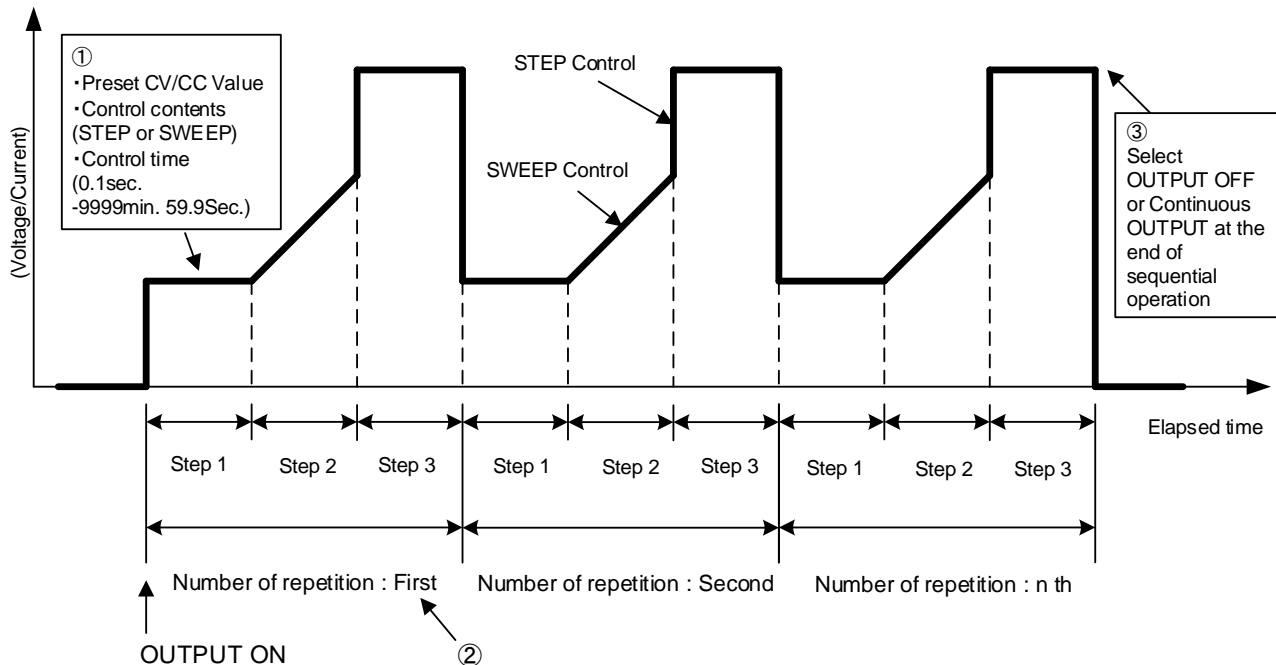 (Voltage/Current)
①
・Preset CV/CC Value
・Control contents
(STEP or SWEEP)
・Control time
(0.1sec.
-9999min. 59.9Sec.)
STEP Control
SWEEP Control
③
Select
OUTPUT OFF
or Continuous
OUTPUT at the
end of
sequential
operation
Elapsed time
Step 1
Step 2
Step 3
Step 1
Step 2
Step 3
Step 1
Step 2
Step 3
Number of repetition : First
Number of repetition : Second
Number of repetition : n th
OUTPUT ON
②